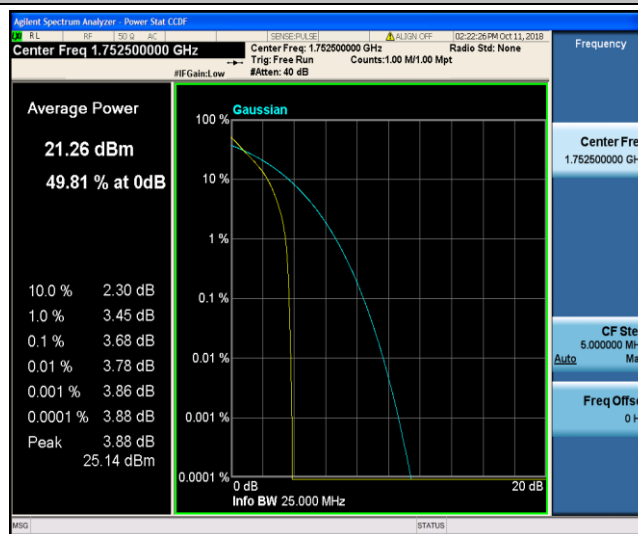 Agilent Spectrum Analyzer - Power Stat CCDF
RL RF 50 Ω AC SENSE:PULSE ALIGN OFF 02:22:26 PM Oct 11, 2018
Center Freq 1.752500000 GHz
Center Freq: 1.752500000 GHz Radio Std: None
Trig: Free Run Counts:1.00 M/1.00 Mpt
#IFGain:Low #Atten: 40 dB
Frequency
Average Power
21.26 dBm
49.81 % at 0dB
10.0 % 2.30 dB
1.0 % 3.45 dB
0.1 % 3.68 dB
0.01 % 3.78 dB
0.001 % 3.86 dB
0.0001 % 3.88 dB
Peak 3.88 dB
25.14 dBm
Gaussian
100 %
10 %
1 %
0.1 %
0.01 %
0.001 %
0.0001 %
0 dB 20 dB
Info BW 25.000 MHz
Center Fre
1.752500000 GH
CF Ste
5.000000 MH
Auto Ma
Freq Offse
0 H
MSG STATUS